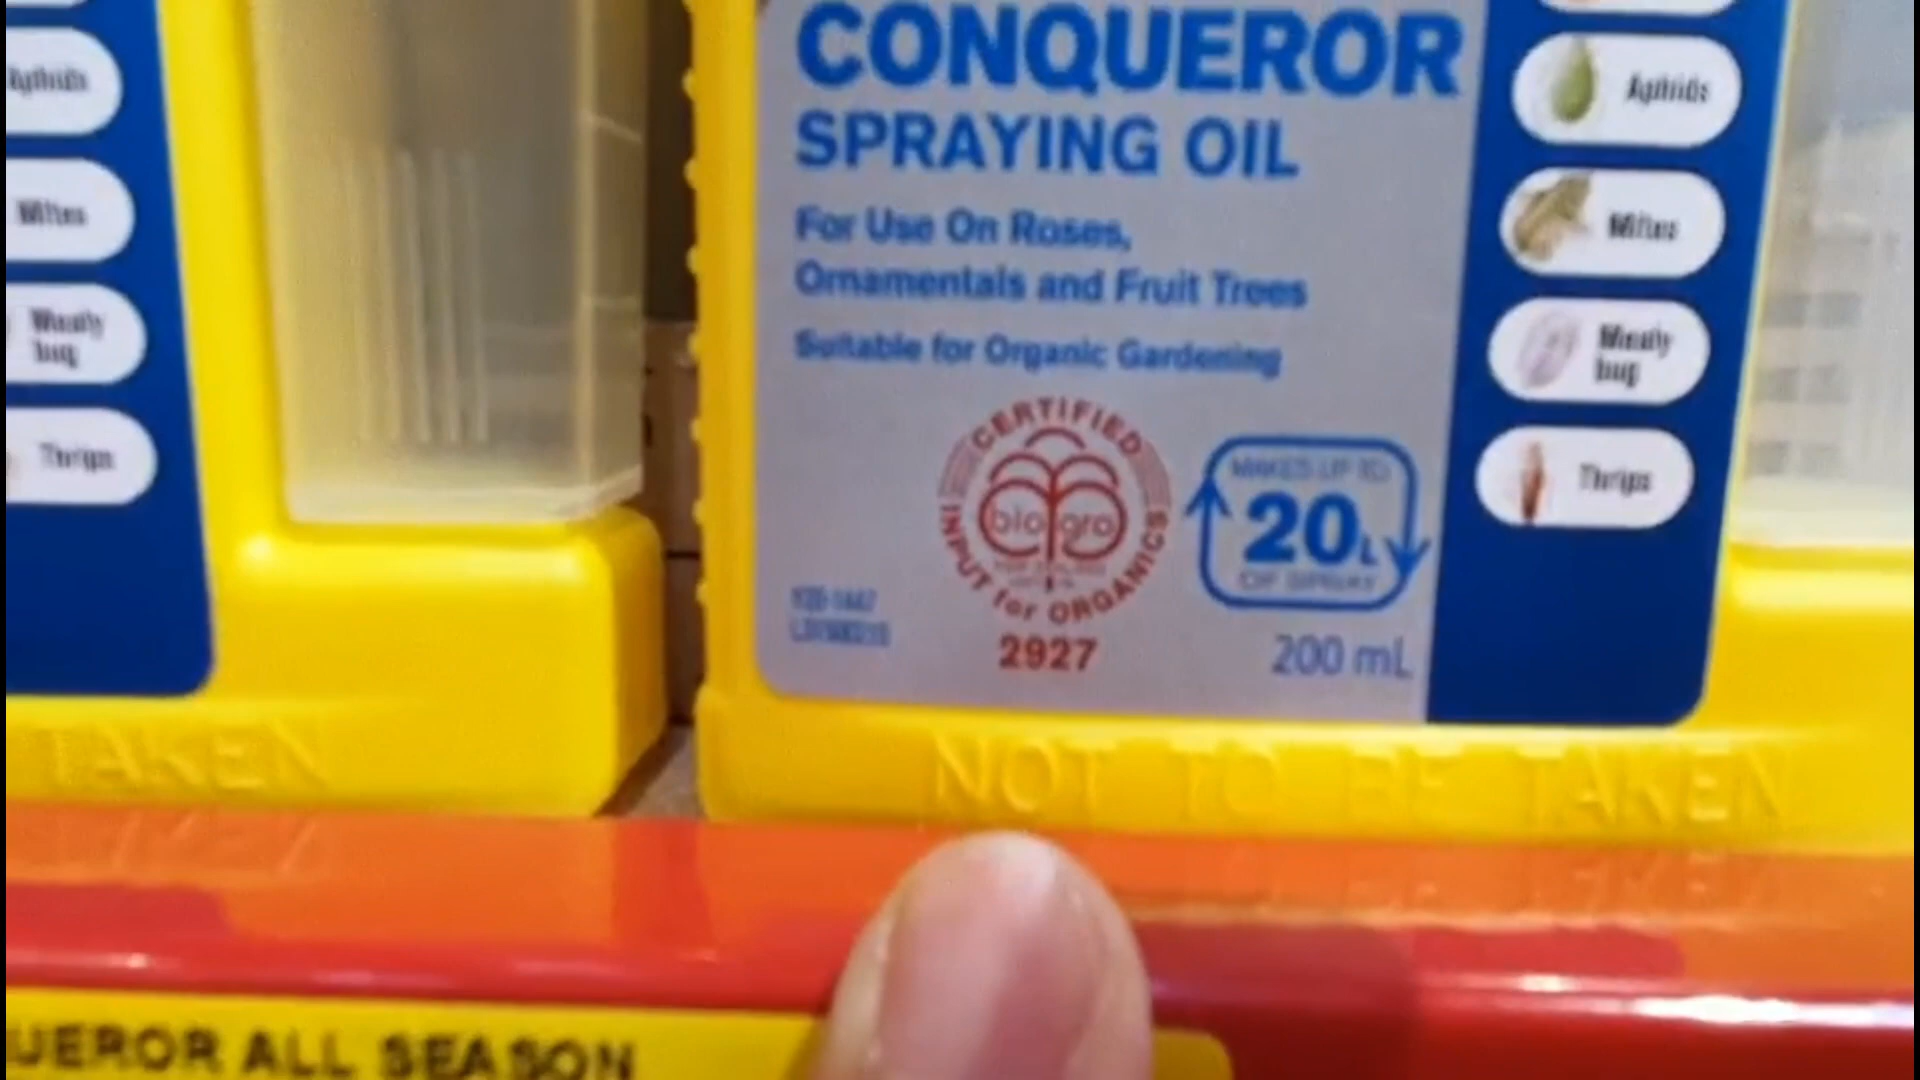 Aphids
Mites
Mealy
bug
Thrips
TAKEN
CONQUEROR
SPRAYING OIL
For Use On Roses,
Ornamentals and Fruit Trees
Suitable for Organic Gardening
CERTIFIED
bio gro
INPUT for ORGANICS
2927
MAKES UP TO
20L
OF SPRAY
200 mL
Aphids
Mites
Mealy
bug
Thrips
NOT TO BE TAKEN
UEROR ALL SEASON